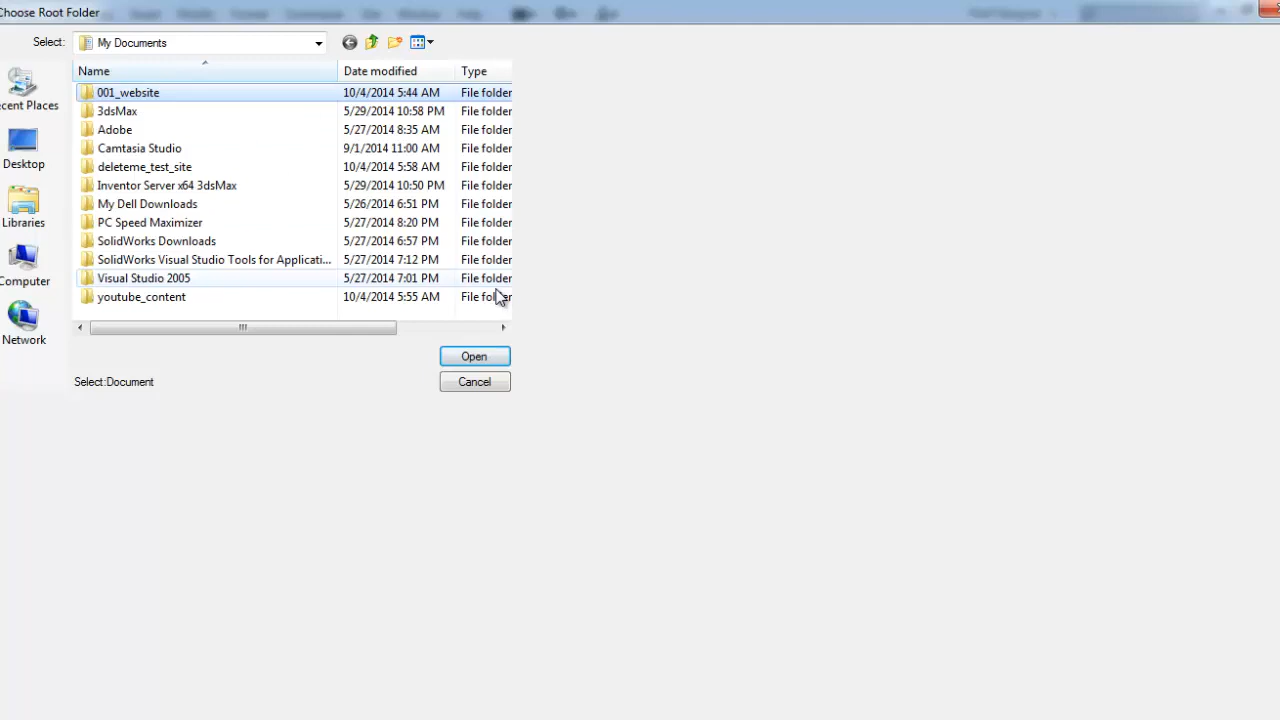 Choose Root Folder
Select: My Documents
Name Date modified Type
001_website 10/4/2014 5:44 AM File folder
3dsMax 5/29/2014 10:58 PM File folder
Adobe 5/27/2014 8:35 AM File folder
Camtasia Studio 9/1/2014 11:00 AM File folder
deleteme_test_site 10/4/2014 5:58 AM File folder
Inventor Server x64 3dsMax 5/29/2014 10:50 PM File folder
My Dell Downloads 5/26/2014 6:51 PM File folder
PC Speed Maximizer 5/27/2014 8:20 PM File folder
SolidWorks Downloads 5/27/2014 6:57 PM File folder
SolidWorks Visual Studio Tools for Applicati... 5/27/2014 7:12 PM File folder
Visual Studio 2005 5/27/2014 7:01 PM File folder
youtube_content 10/4/2014 5:55 AM File folder
ecent Places
Desktop
Libraries
Computer
Network
Open
Select:Document
Cancel